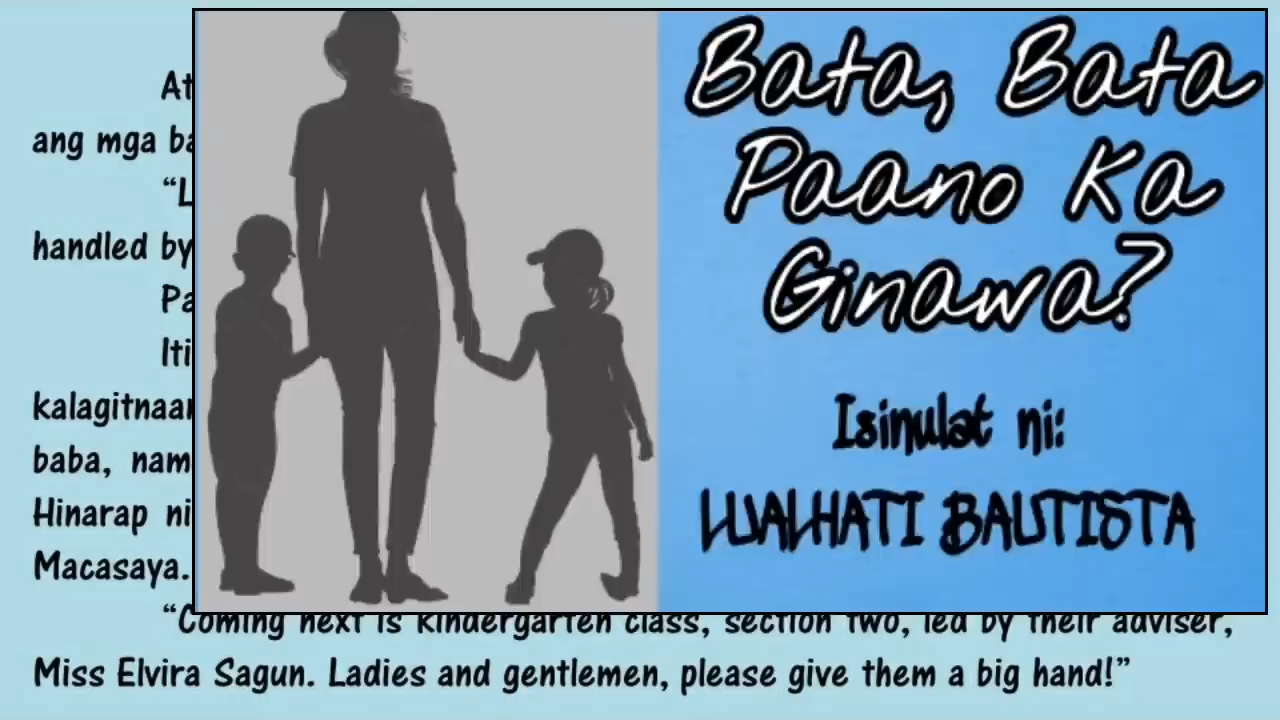 Bata, Bata
Paano Ka
Ginawa?
Isinulat ni:
LUALHATI BAUTISTA
At
ang mga
"L
handled by
Pa
Iti
baba, nam
Hinarap ni
Macasaya.
"Coming next is kindergarten class, section two, led by their adviser,
Miss Elvira Sagun. Ladies and gentlemen, please give them a big hand!"